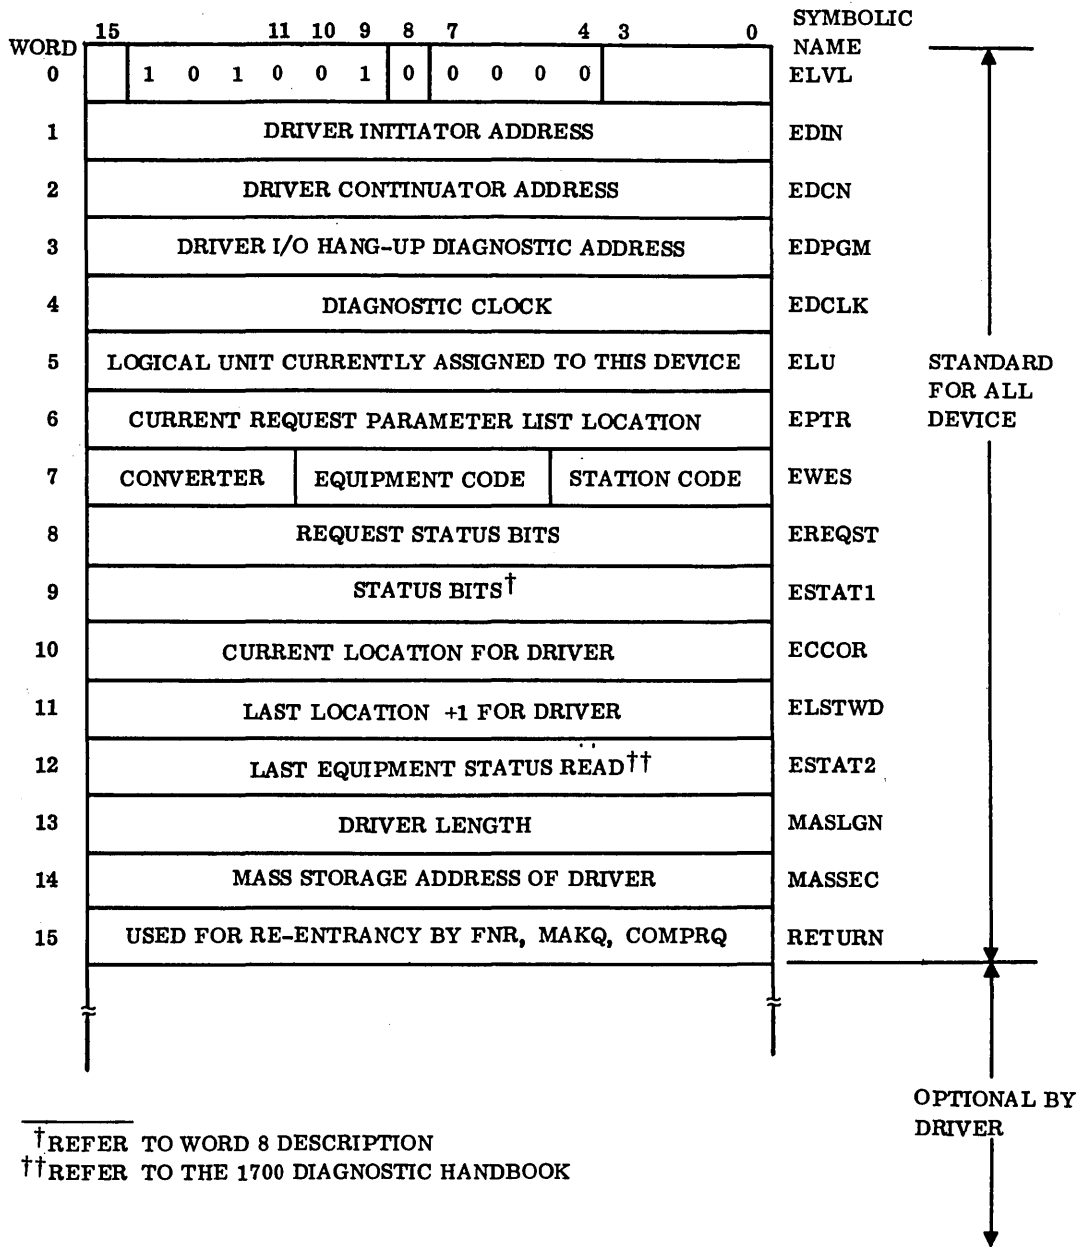 SYMBOLIC
15 11 10 9 8 7 4 3 0
WORD NAME
0 1 0 1 0 0 1 0 0 0 0 0 ELVL
1 DRIVER INITIATOR ADDRESS EDIN
2 DRIVER CONTINUATOR ADDRESS EDCN
3 DRIVER I/O HANG-UP DIAGNOSTIC ADDRESS EDPGM
4 DIAGNOSTIC CLOCK EDCLK
5 LOGICAL UNIT CURRENTLY ASSIGNED TO THIS DEVICE ELU
STANDARD
FOR ALL
DEVICE
6 CURRENT REQUEST PARAMETER LIST LOCATION EPTR
7 CONVERTER EQUIPMENT CODE STATION CODE EWES
8 REQUEST STATUS BITS EREQST
9 STATUS BITS† ESTAT1
10 CURRENT LOCATION FOR DRIVER ECCOR
11 LAST LOCATION +1 FOR DRIVER ELSTWD
12 LAST EQUIPMENT STATUS READ†† ESTAT2
13 DRIVER LENGTH MASLGN
14 MASS STORAGE ADDRESS OF DRIVER MASSEC
15 USED FOR RE-ENTRANCY BY FNR, MAKQ, COMPRQ RETURN
OPTIONAL BY
DRIVER
†REFER TO WORD 8 DESCRIPTION
††REFER TO THE 1700 DIAGNOSTIC HANDBOOK